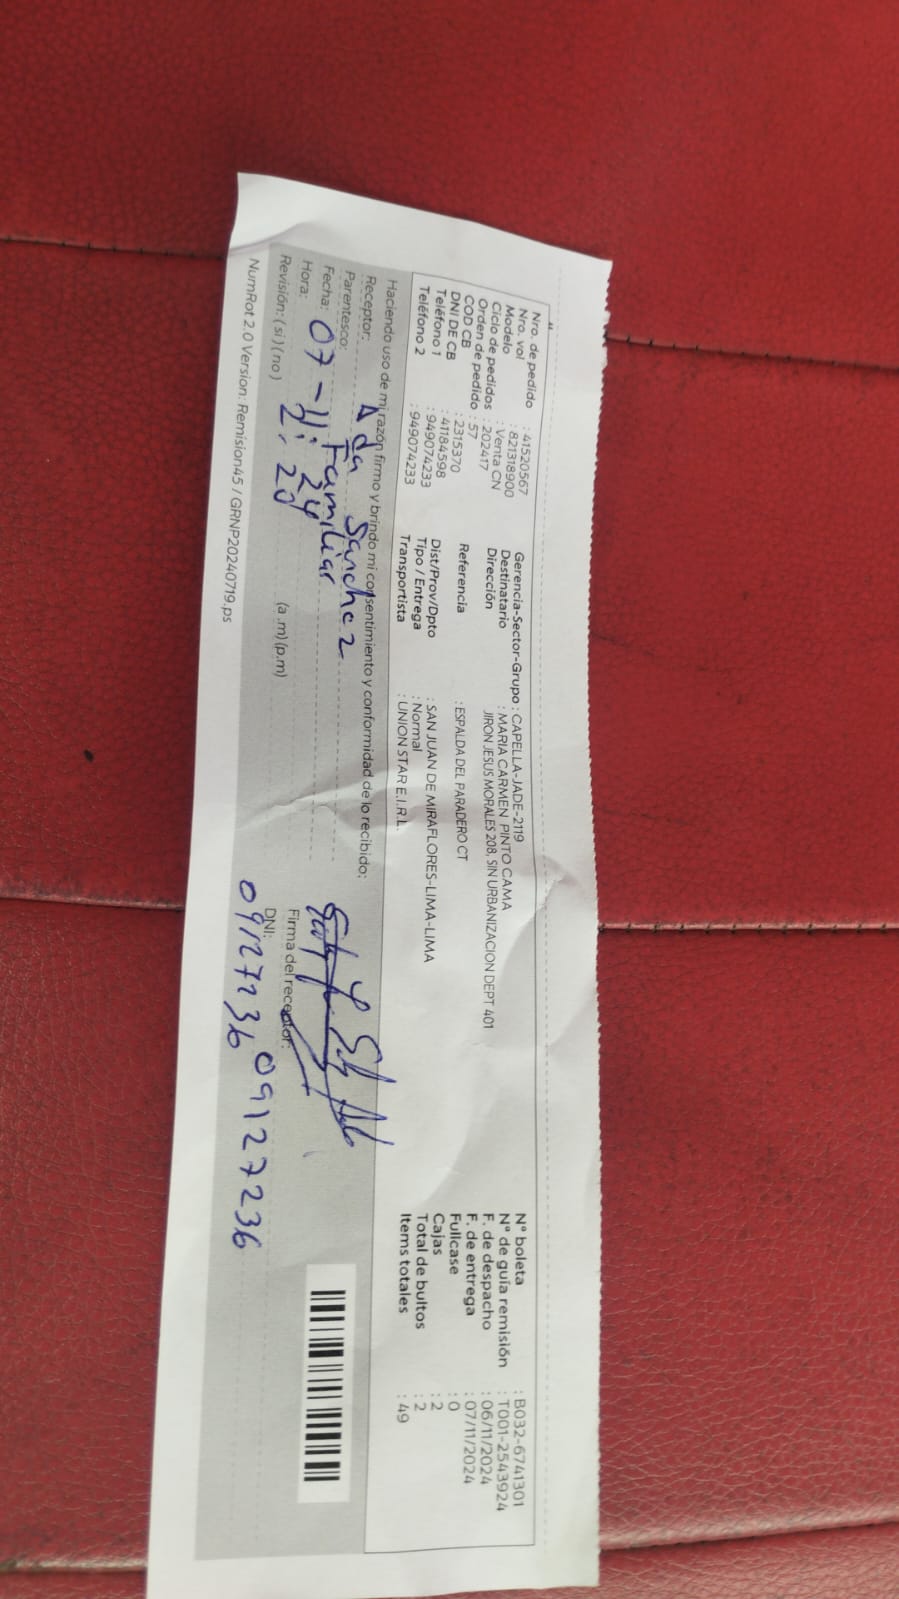 Nro. de pedido : 41520567
Nro. vol : 821318900
Modelo : Venta CN
Ciclo de pedidos : 202417
Orden de pedido : 57
COD CB : 2315370
DNI DE CB : 41184598
Teléfono 1 : 949074233
Teléfono 2 : 949074233
Gerencia-Sector-Grupo : CAPELLA-JADE-2119
Destinatario : MARIA CARMEN PINTO CAMA
Dirección JIRON JESUS MORALES 208, SIN URBANIZACION DEPT 401
Referencia : ESPALDA DEL PARADERO CT
Dist/Prov/Dpto : SAN JUAN DE MIRAFLORES-LIMA-LIMA
Tipo / Entrega : Normal
Transportista : UNION STAR E.I.R.L.
N° boleta : B032-6741301
N° de guía remisión : T001-2543924
F. de despacho : 06/11/2024
F. de entrega : 07/11/2024
Fullcase : 0
Cajas : 2
Total de bultos : 2
Items totales : 49
Haciendo uso de mi razón firmo y brindo mi consentimiento y conformidad de lo recibido:
Receptor: Ada Sanchez
Parentesco: Familiar
Fecha: 07-11-24
Hora: 2:20 (a.m)(p.m)
Revisión: (si)(no)
Firma del receptor:
DNI: 09127236
09127236
NumRot 2.0 Version: Remision45 / GRNP20240719.ps